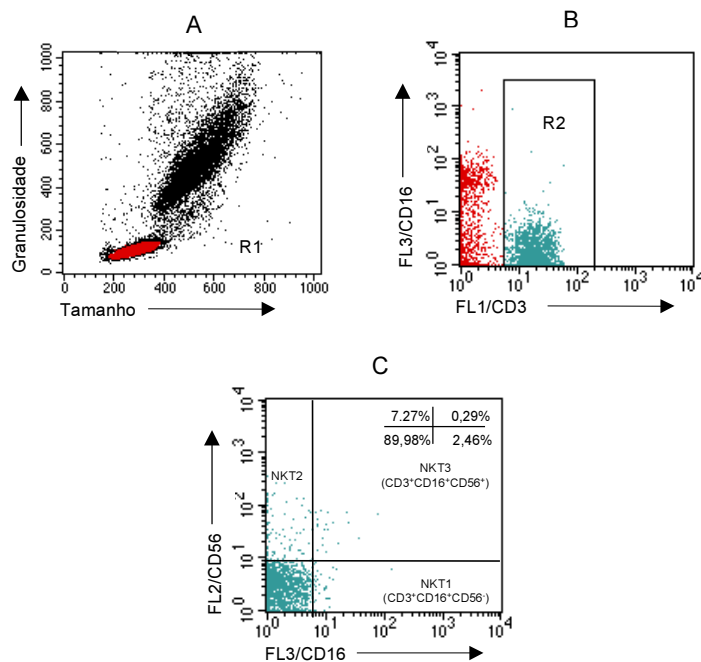 A
Granulosidade
1000
800
600
400
200
0
R1
0 200 400 600 800 1000
Tamanho
B
FL3/CD16
10^4
10^3
10^2
10^1
10^0
R2
10^0 10^1 10^2 10^3 10^4
FL1/CD3
C
FL2/CD56
10^4
10^3
10^2
10^1
10^0
7.27% 0,29%
89,98% 2,46%
NKT2
NKT3
(CD3⁺CD16⁺CD56⁺)
NKT1
(CD3⁺CD16⁺CD56⁻)
10^0 10^1 10^2 10^3 10^4
FL3/CD16